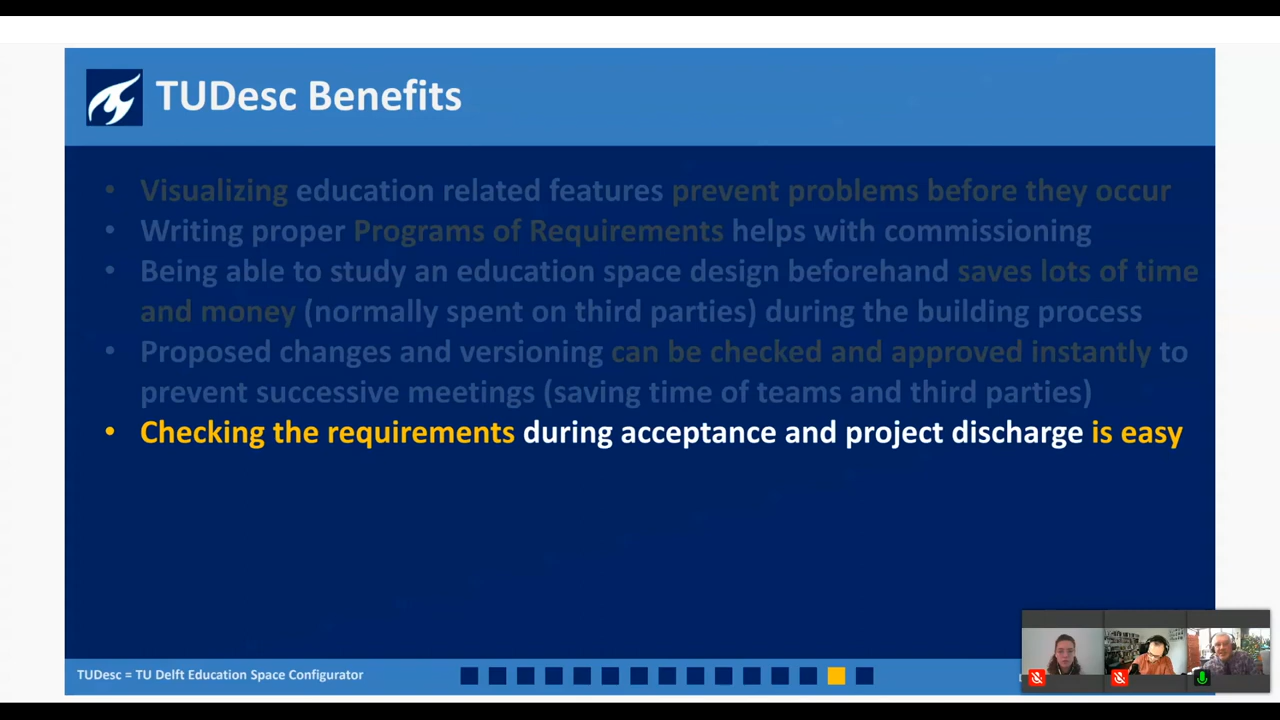 TUDesc Benefits
• Visualizing education related features prevent problems before they occur
• Writing proper Programs of Requirements helps with commissioning
• Being able to study an education space design beforehand saves lots of time
and money (normally spent on third parties) during the building process
• Proposed changes and versioning can be checked and approved instantly to
prevent successive meetings (saving time of teams and third parties)
• Checking the requirements during acceptance and project discharge is easy
TUDesc = TU Delft Education Space Configurator